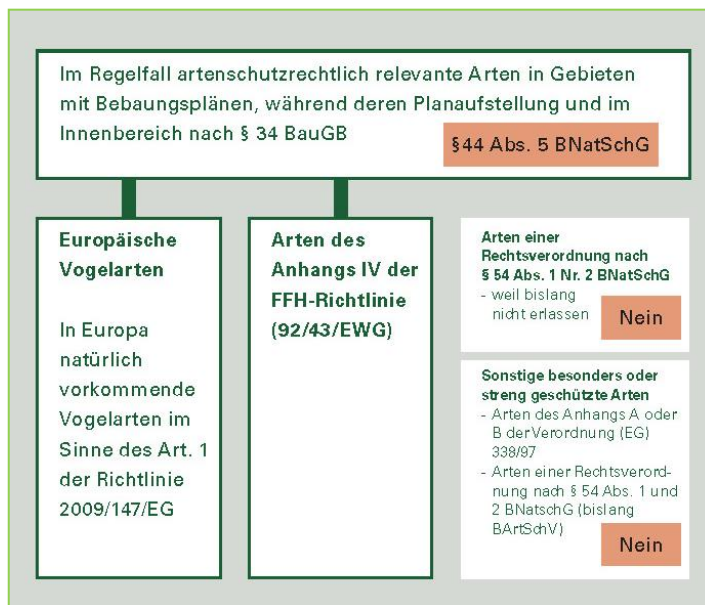 Im Regelfall artenschutzrechtlich relevante Arten in Gebieten
mit Bebaungsplänen, während deren Planaufstellung und im
Innenbereich nach § 34 BauGB
§44 Abs. 5 BNatSchG
Europäische
Vogelarten
In Europa
natürlich
vorkommende
Vogelarten im
Sinne des Art. 1
der Richtlinie
2009/147/EG
Arten des
Anhangs IV der
FFH-Richtlinie
(92/43/EWG)
Arten einer
Rechtsverordnung nach
§ 54 Abs. 1 Nr. 2 BNatSchG
- weil bislang
nicht erlassen
Nein
Sonstige besonders oder
streng geschützte Arten
- Arten des Anhangs A oder
B der Verordnung (EG)
338/97
- Arten einer Rechtsverord-
nung nach § 54 Abs. 1 und
2 BNatschG (bislang
BArtSchV)
Nein